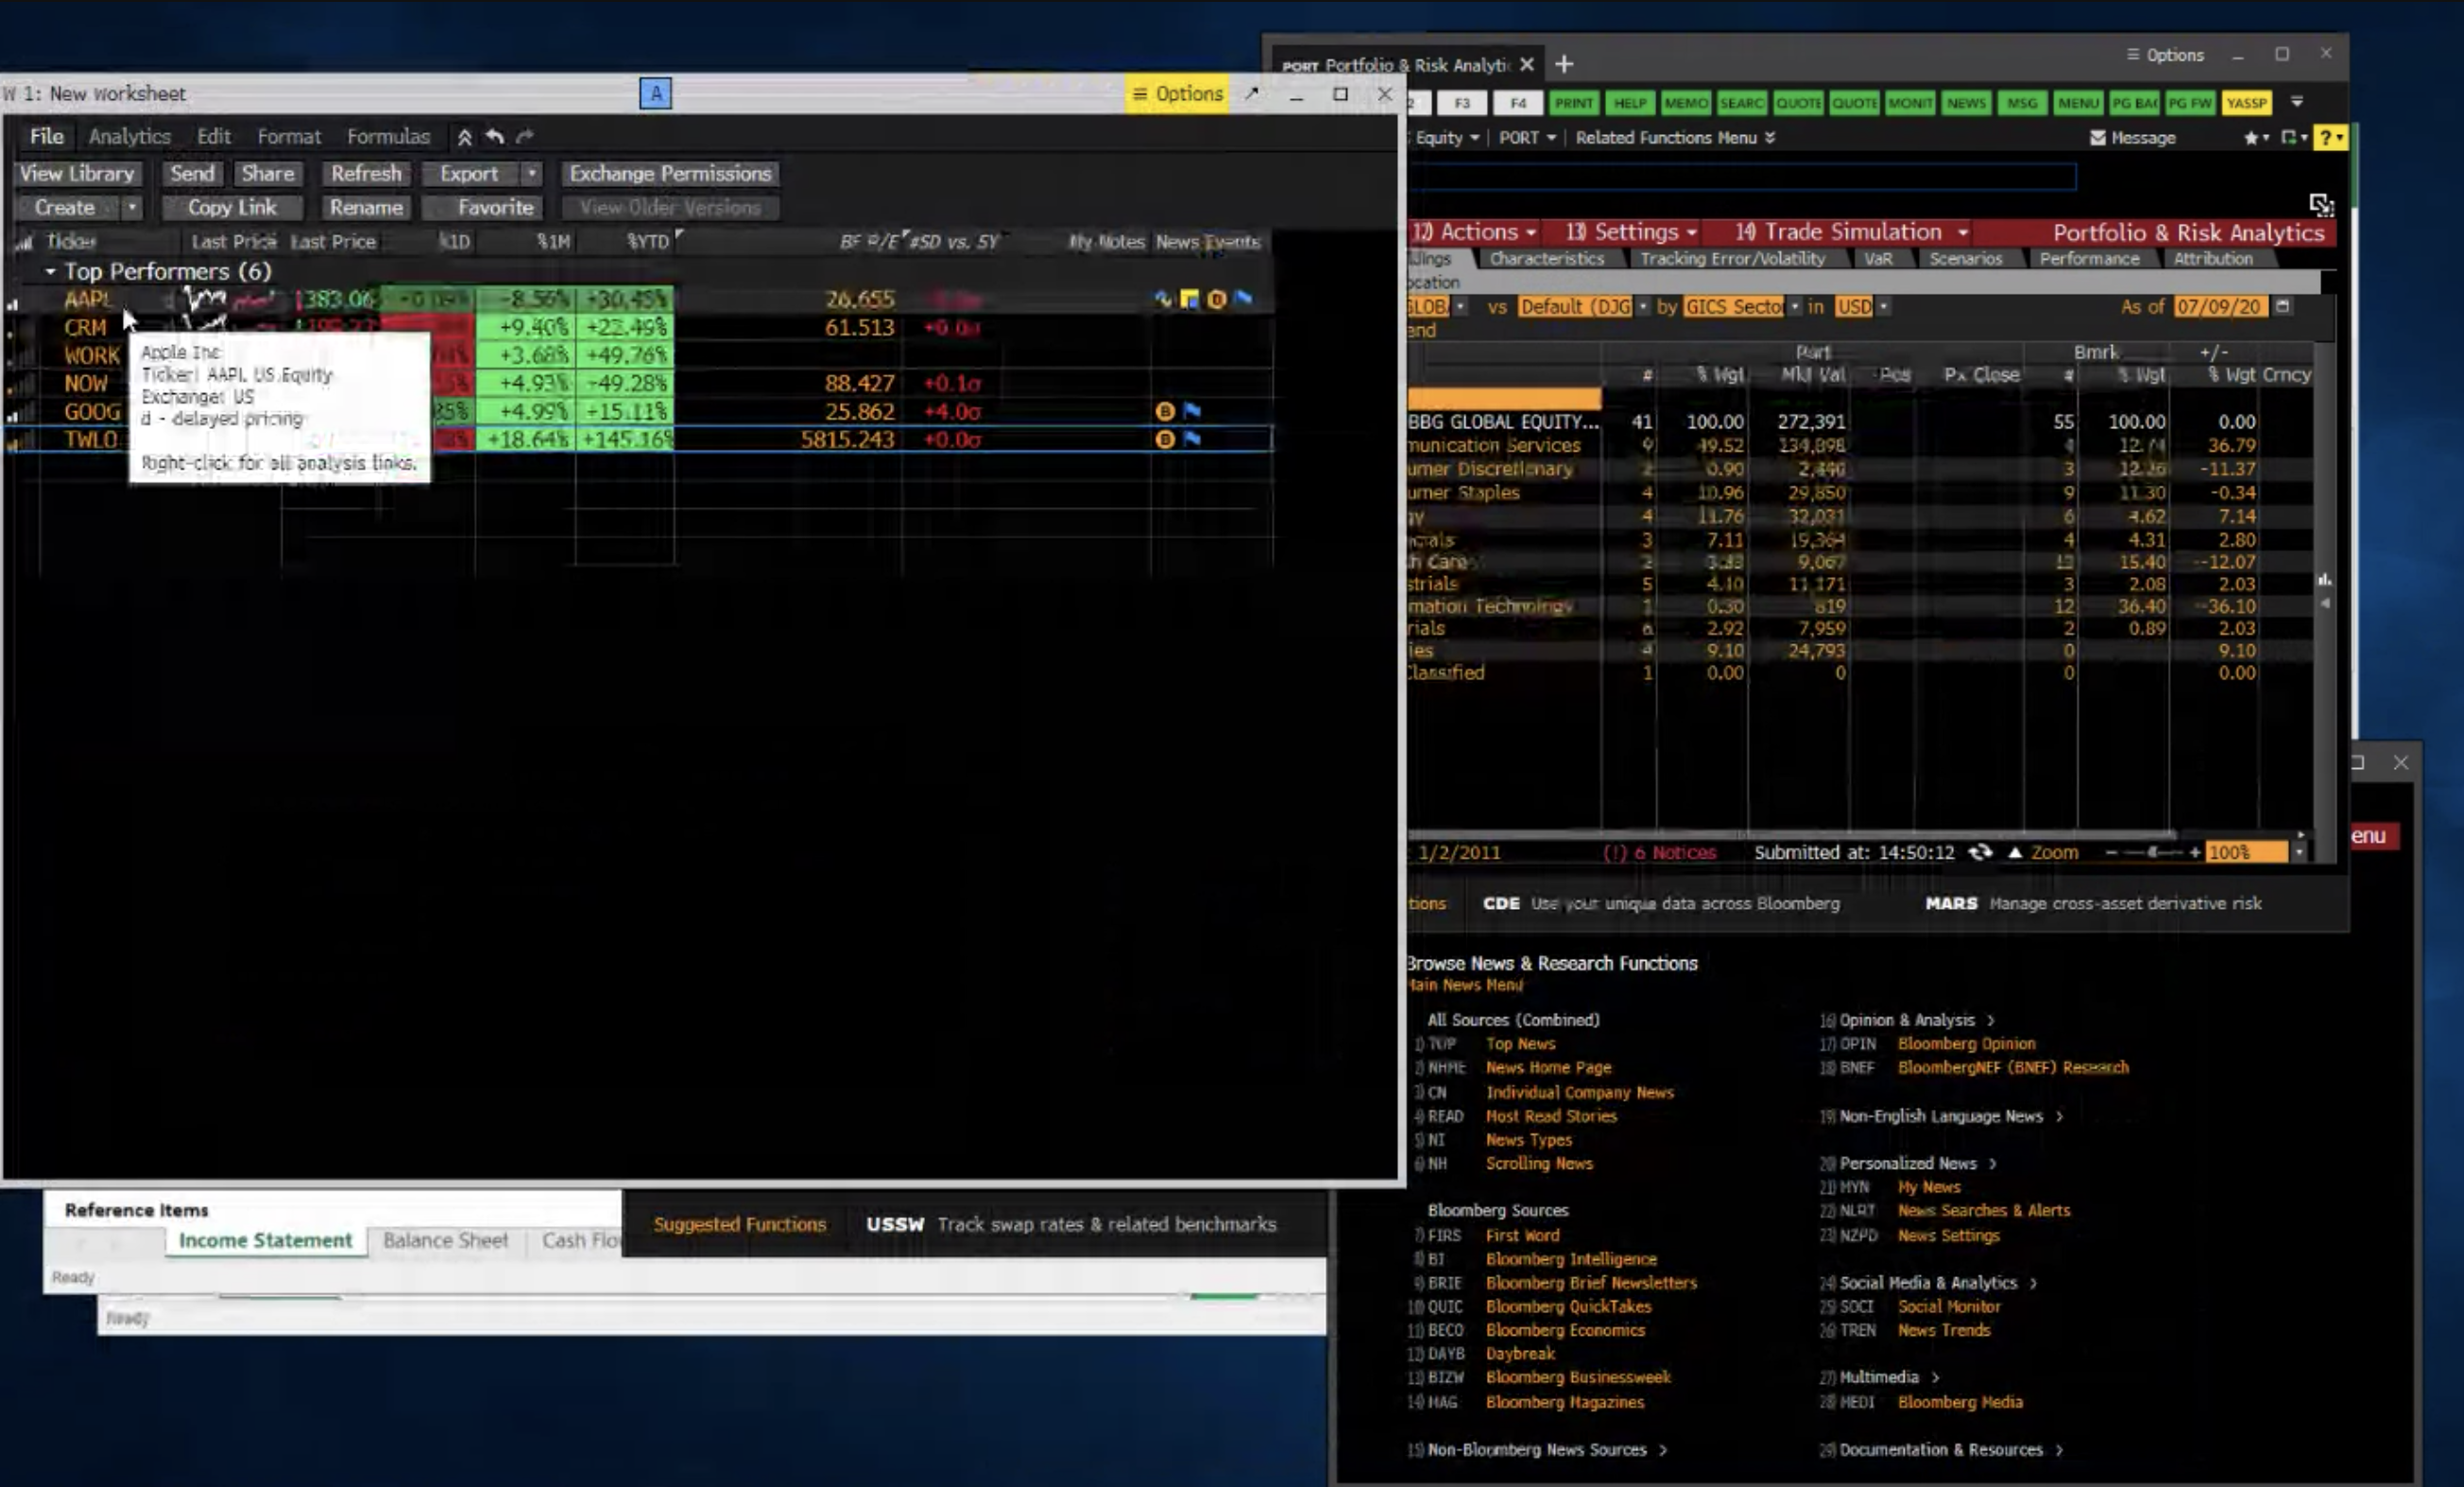 W 1: New Worksheet
A
Options
File Analytics Edit Format Formulas
View Library Send Share Refresh Export Exchange Permissions
Create Copy Link Rename Favorite View Older Versions
Ticker Last Price Last Price %1D %1M %YTD BF P/E #SD vs. 5Y My Notes News Events
Top Performers (6)
AAPL 383.06 26.655
CRM +9.40% +22.49% 61.513 +0.0σ
WORK +3.68% +49.76%
NOW +4.93% 88.427 +0.1σ
GOOG +4.99% +15.11% 25.862 +4.0σ
TWLO +18.64% +145.16% 5815.243 +0.0σ
Apple Inc
Ticker: AAPL US Equity
Exchange: US
d - delayed pricing
Right-click for all analysis links.
Reference Items
Income Statement Balance Sheet Cash Flo
Ready
Ready
Suggested Functions USSW Track swap rates & related benchmarks
PORT Portfolio & Risk Analytic
Options
2 F3 F4 PRINT HELP MEMO SEARC QUOTE QUOTE MONIT NEWS MSG MENU PG BAC PG FW YASSP
Equity PORT Related Functions Menu Message ?
12) Actions 13) Settings 14) Trade Simulation Portfolio & Risk Analytics
Characteristics Tracking Error/Volatility VaR Scenarios Performance Attribution
ocation
GLOB vs Default (DJG by GICS Secto in USD As of 07/09/20
end
Port Bmrk +/-
# % Wgt Mkt Val Pos Px Close # % Wgt % Wgt Crncy
BBG GLOBAL EQUITY... 41 100.00 272,391 55 100.00 0.00
munication Services 9 49.52 134,898 36.79
umer Discretionary 0.90 2,440 3 -11.37
umer Staples 4 10.96 29,850 9 11.30 -0.34
4 11.76 32,031 6 4.62 7.14
3 7.11 19,364 4 4.31 2.80
h Care 9,067 15.40 -12.07
strials 5 4.10 11,171 3 2.08 2.03
mation Technology 1 0.30 819 12 36.40 -36.10
rials 6 2.92 7,959 2 0.89 2.03
ies 4 9.10 24,793 0 9.10
Classified 1 0.00 0 0 0.00
1/2/2011 (!) 6 Notices Submitted at: 14:50:12 Zoom - + 100%
tions CDE Use your unique data across Bloomberg MARS Manage cross-asset derivative risk
enu
Browse News & Research Functions
Main News Menu
All Sources (Combined)
1) TOP Top News
2) NHME News Home Page
3) CN Individual Company News
4) READ Most Read Stories
5) NI News Types
6) NH Scrolling News
Bloomberg Sources
7) FIRS First Word
8) BI Bloomberg Intelligence
9) BRIE Bloomberg Brief Newsletters
10) QUIC Bloomberg QuickTakes
11) BECO Bloomberg Economics
12) DAYB Daybreak
13) BIZW Bloomberg Businessweek
14) MAG Bloomberg Magazines
15) Non-Bloomberg News Sources >
16) Opinion & Analysis >
17) OPIN Bloomberg Opinion
18) BNEF BloombergNEF (BNEF) Research
19) Non-English Language News >
20) Personalized News >
21) MYN My News
22) NLRT News Searches & Alerts
23) NZPD News Settings
24) Social Media & Analytics >
25) SOCI Social Monitor
26) TREN News Trends
27) Multimedia >
28) MEDI Bloomberg Media
29) Documentation & Resources >